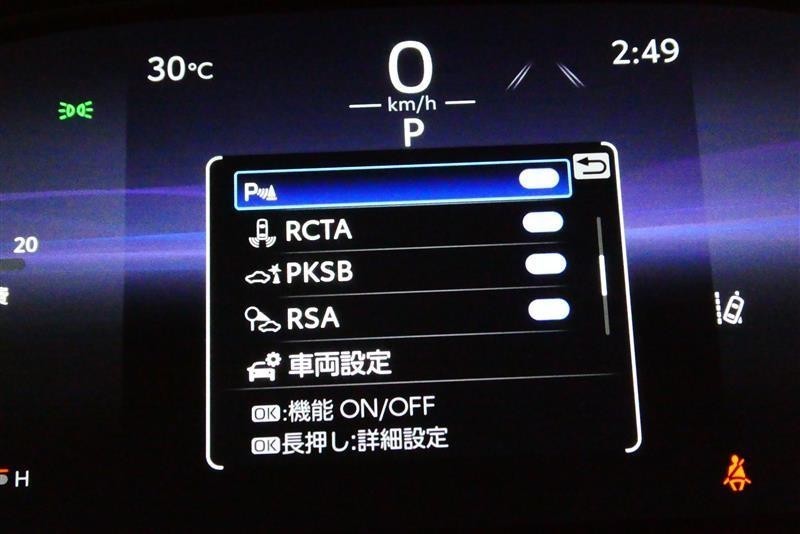 30℃
0
2:49
km/h
P
P
RCTA
20
PKSB
費
RSA
車両設定
OK:機能 ON/OFF
OK長押し:詳細設定
H